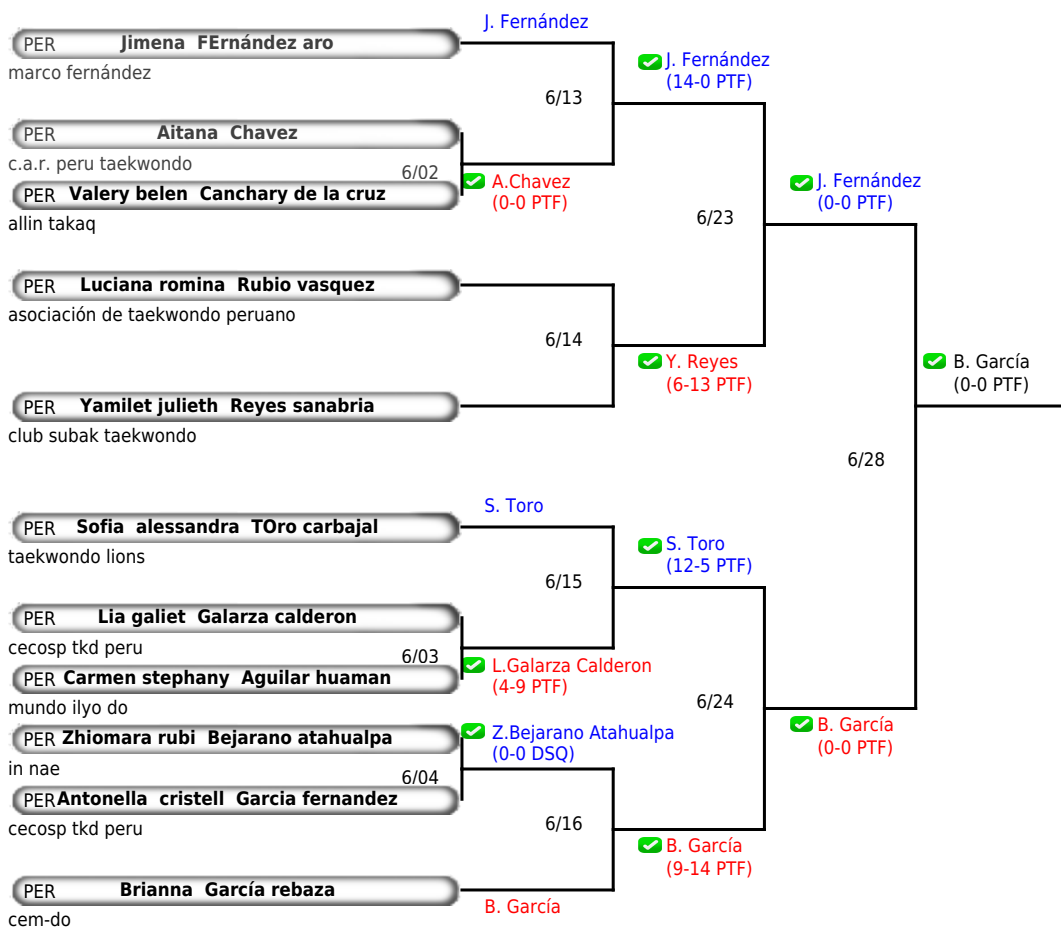 J. Fernández
PER Jimena FErnández aro
marco fernández
J. Fernández
(14-0 PTF)
6/13
PER Aitana Chavez
c.a.r. peru taekwondo
6/02
A.Chavez
(0-0 PTF)
PER Valery belen Canchary de la cruz
allin takaq
J. Fernández
(0-0 PTF)
6/23
PER Luciana romina Rubio vasquez
asociación de taekwondo peruano
6/14
Y. Reyes
(6-13 PTF)
B. García
(0-0 PTF)
PER Yamilet julieth Reyes sanabria
club subak taekwondo
6/28
S. Toro
PER Sofia alessandra TOro carbajal
taekwondo lions
S. Toro
(12-5 PTF)
6/15
PER Lia galiet Galarza calderon
cecosp tkd peru
6/03
L.Galarza Calderon
(4-9 PTF)
PER Carmen stephany Aguilar huaman
mundo ilyo do
6/24
B. García
(0-0 PTF)
PER Zhiomara rubi Bejarano atahualpa
in nae
Z.Bejarano Atahualpa
(0-0 DSQ)
6/04
PER Antonella cristell Garcia fernandez
cecosp tkd peru
6/16
B. García
(9-14 PTF)
PER Brianna García rebaza
cem-do
B. García